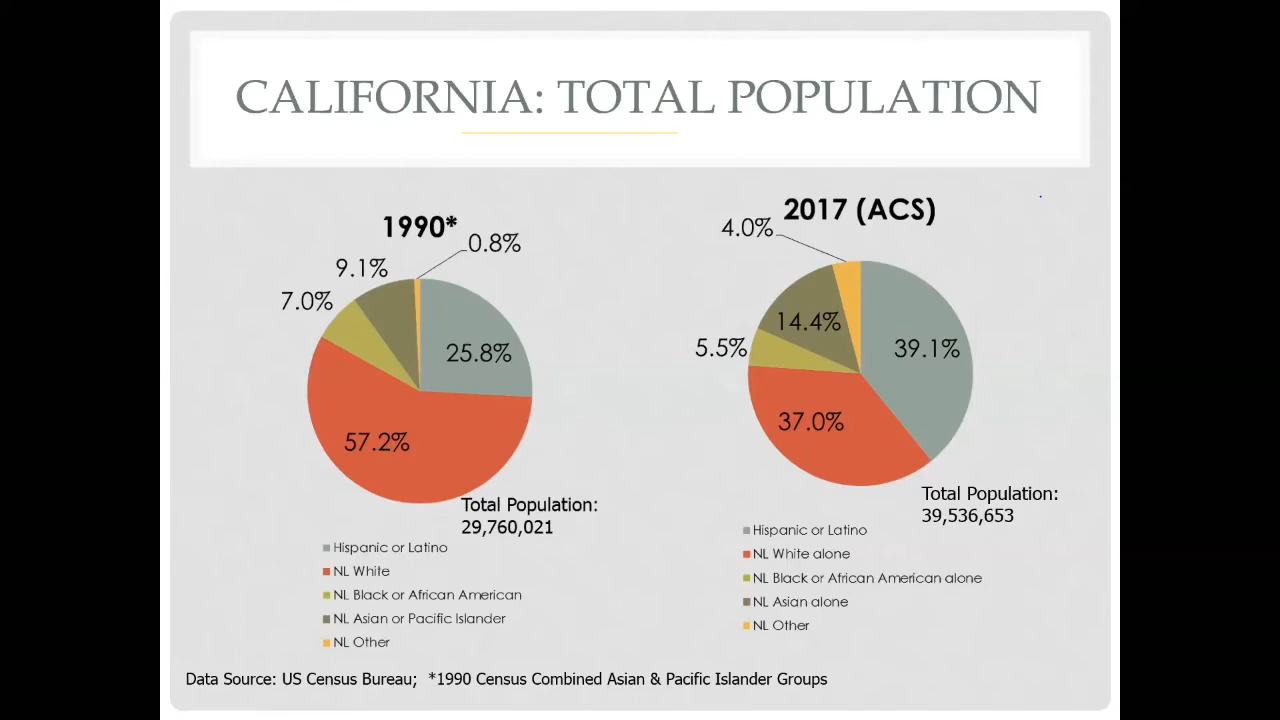 CALIFORNIA: TOTAL POPULATION
1990*
0.8%
9.1%
7.0%
25.8%
57.2%
Total Population:
29,760,021
Hispanic or Latino
NL White
NL Black or African American
NL Asian or Pacific Islander
NL Other
2017 (ACS)
4.0%
14.4%
5.5%
39.1%
37.0%
Total Population:
39,536,653
Hispanic or Latino
NL White alone
NL Black or African American alone
NL Asian alone
NL Other
Data Source: US Census Bureau;  *1990 Census Combined Asian & Pacific Islander Groups